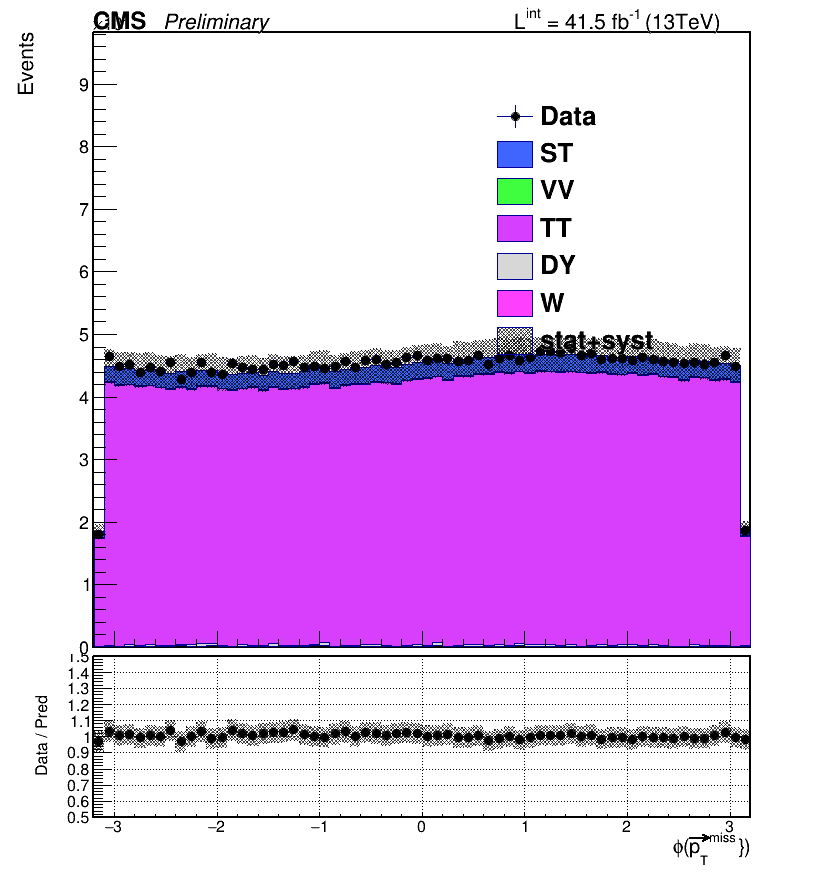 CMS Preliminary L^int = 41.5 fb^-1 (13TeV)
Events
9
8
7
6
5
4
3
2
1
0
Data
ST
VV
TT
DY
W
stat+syst
Data / Pred
1.5
1.4
1.3
1.2
1.1
1
0.9
0.8
0.7
0.6
0.5
−3 −2 −1 0 1 2 3
ϕ(p⃗_T^miss })